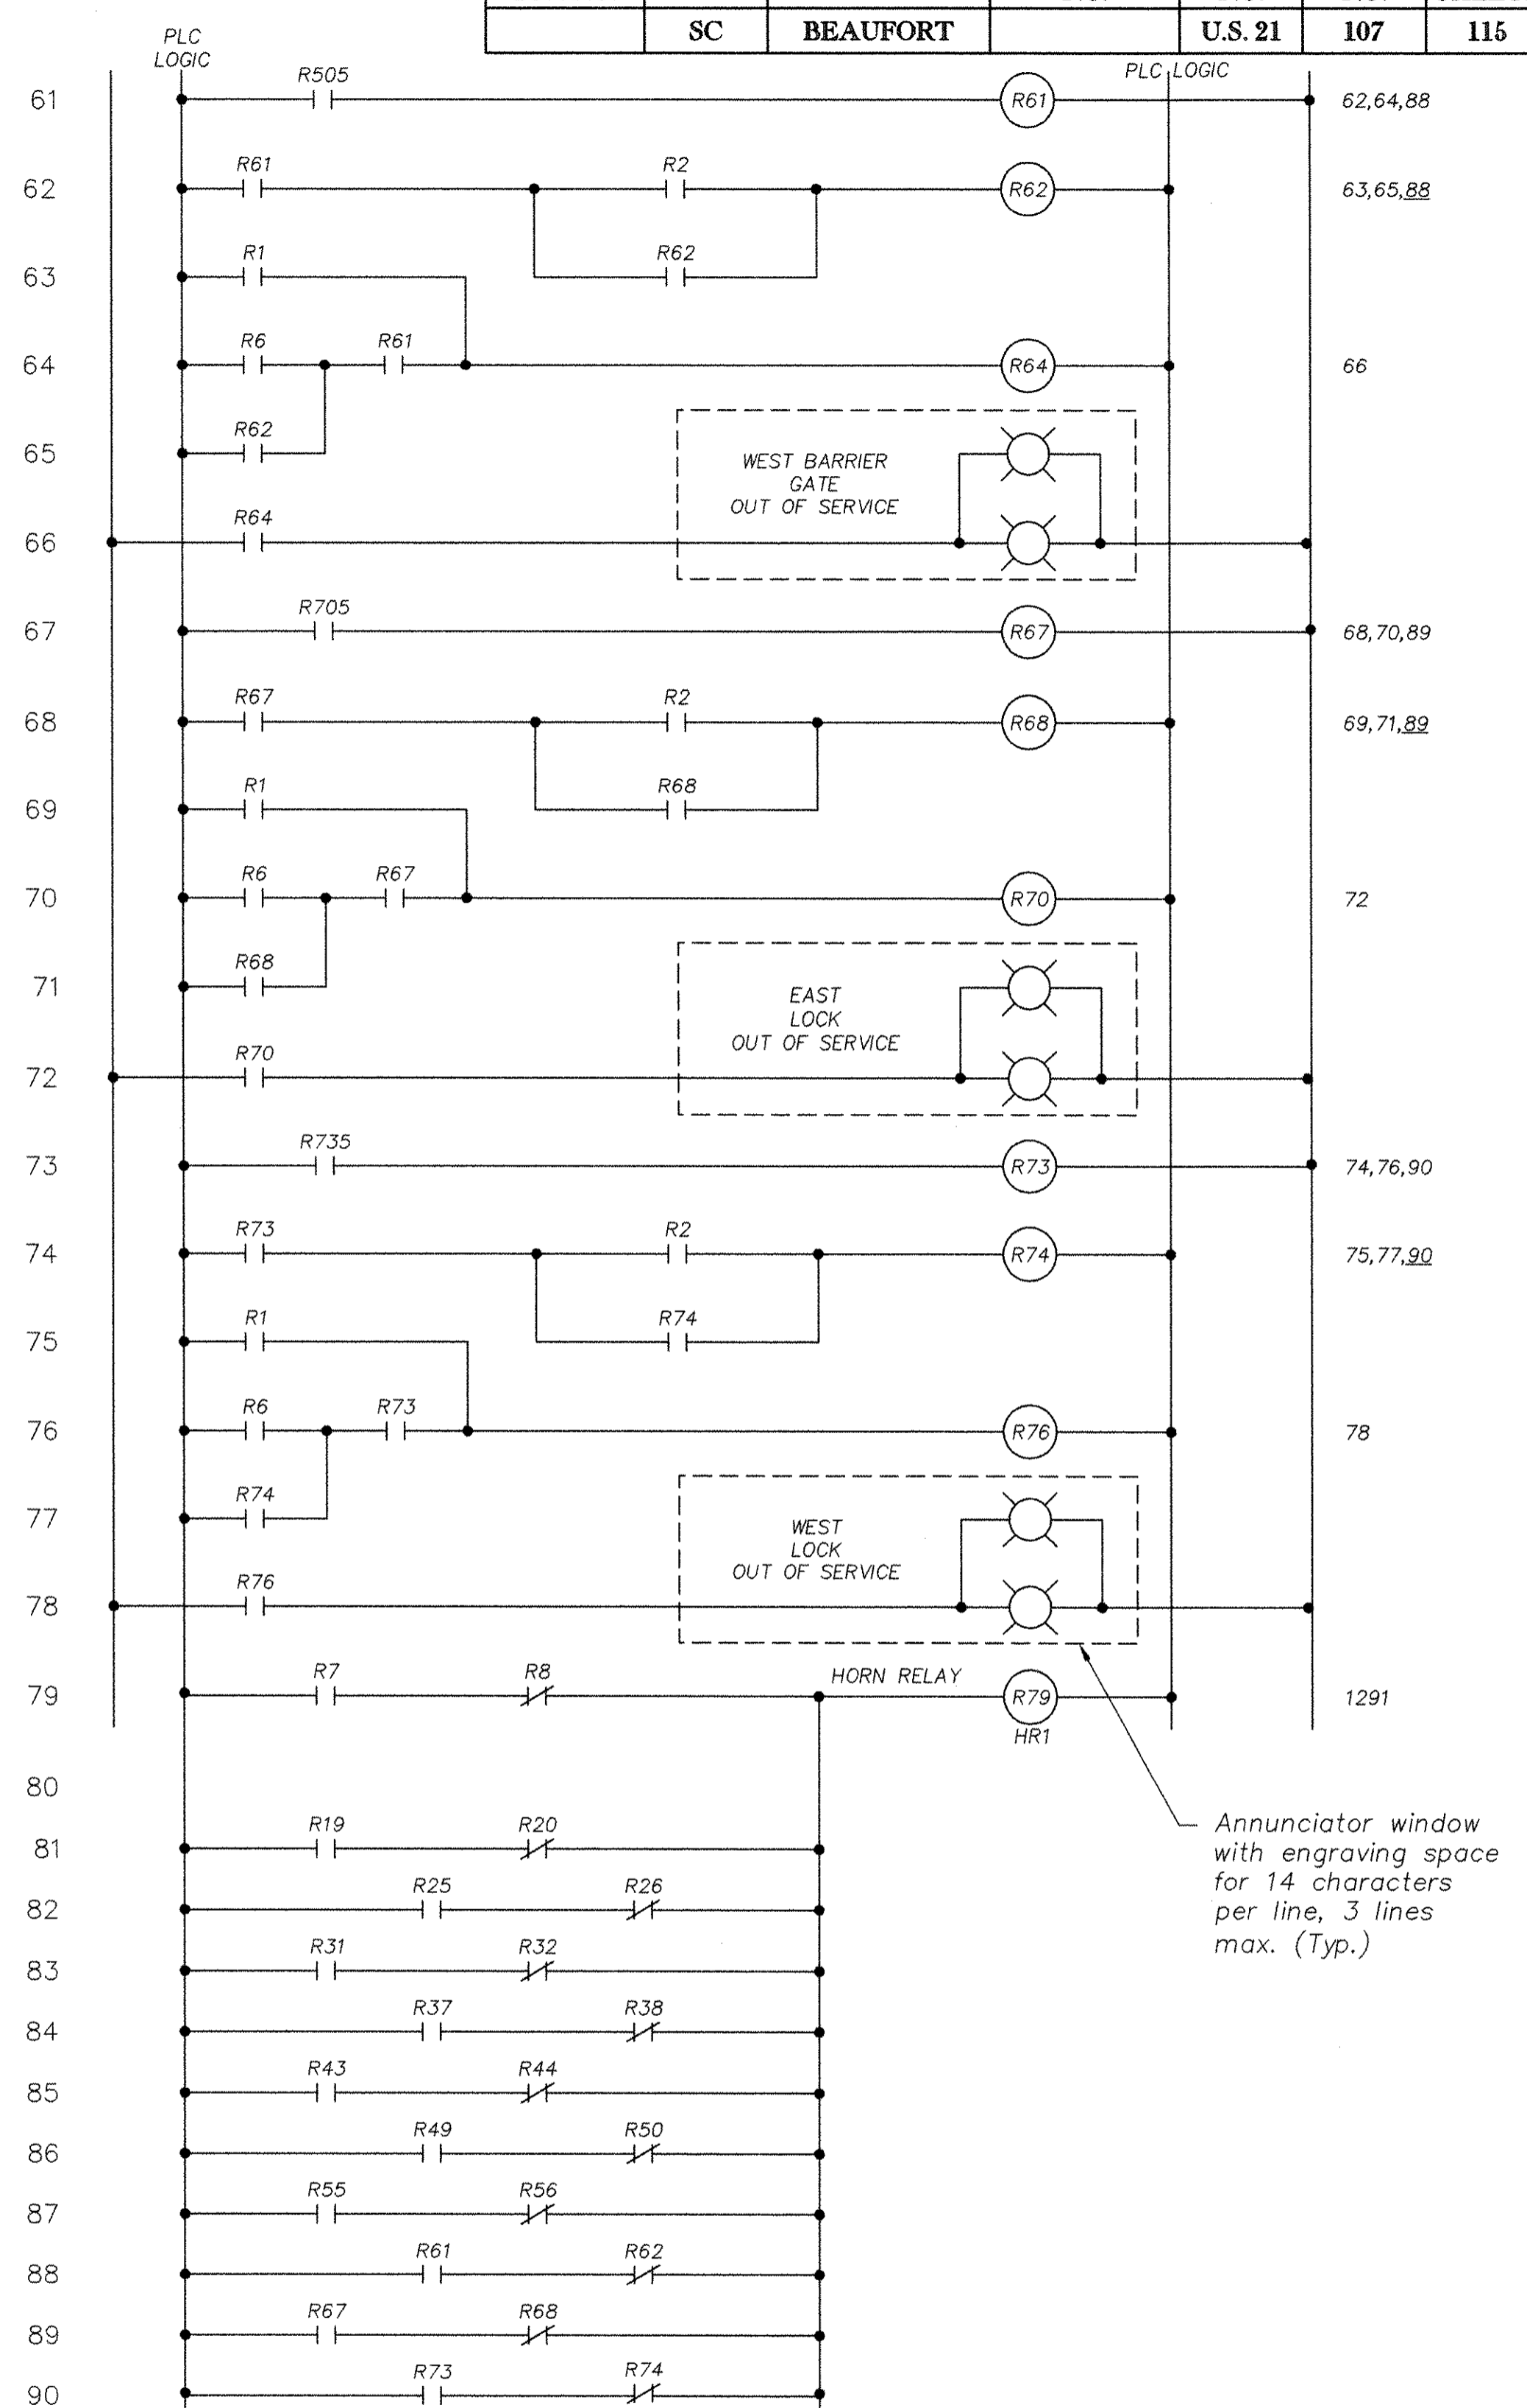 SC BEAUFORT U.S. 21 107 115
PLC
LOGIC
PLC LOGIC
R505
61 R61 62,64,88
R61 R2
62 R62 63,65,88
R1 R62
63
R6 R61
64 R64 66
R62
65
WEST BARRIER
GATE
OUT OF SERVICE
R64
66
R705
67 R67 68,70,89
R67 R2
68 R68 69,71,89
R1 R68
69
R6 R67
70 R70 72
R68
71
EAST
LOCK
OUT OF SERVICE
R70
72
R735
73 R73 74,76,90
R73 R2
74 R74 75,77,90
R1 R74
75
R6 R73
76 R76 78
R74
77
WEST
LOCK
OUT OF SERVICE
R76
78
R7 R8 HORN RELAY
79 R79 1291
HR1
80
R19 R20
81
R25 R26
82
R31 R32
83
R37 R38
84
R43 R44
85
R49 R50
86
R55 R56
87
R61 R62
88
R67 R68
89
R73 R74
90
Annunciator window
with engraving space
for 14 characters
per line, 3 lines
max. (Typ.)